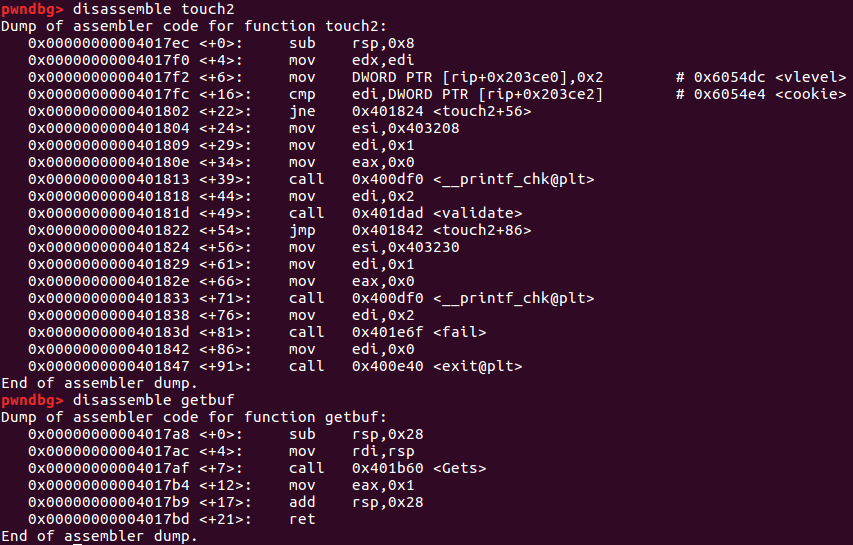 pwndbg> disassemble touch2
Dump of assembler code for function touch2:
   0x00000000004017ec <+0>:     sub    rsp,0x8
   0x00000000004017f0 <+4>:     mov    edx,edi
   0x00000000004017f2 <+6>:     mov    DWORD PTR [rip+0x203ce0],0x2        # 0x6054dc <vlevel>
   0x00000000004017fc <+16>:    cmp    edi,DWORD PTR [rip+0x203ce2]        # 0x6054e4 <cookie>
   0x0000000000401802 <+22>:    jne    0x401824 <touch2+56>
   0x0000000000401804 <+24>:    mov    esi,0x403208
   0x0000000000401809 <+29>:    mov    edi,0x1
   0x000000000040180e <+34>:    mov    eax,0x0
   0x0000000000401813 <+39>:    call   0x400df0 <__printf_chk@plt>
   0x0000000000401818 <+44>:    mov    edi,0x2
   0x000000000040181d <+49>:    call   0x401dad <validate>
   0x0000000000401822 <+54>:    jmp    0x401842 <touch2+86>
   0x0000000000401824 <+56>:    mov    esi,0x403230
   0x0000000000401829 <+61>:    mov    edi,0x1
   0x000000000040182e <+66>:    mov    eax,0x0
   0x0000000000401833 <+71>:    call   0x400df0 <__printf_chk@plt>
   0x0000000000401838 <+76>:    mov    edi,0x2
   0x000000000040183d <+81>:    call   0x401e6f <fail>
   0x0000000000401842 <+86>:    mov    edi,0x0
   0x0000000000401847 <+91>:    call   0x400e40 <exit@plt>
End of assembler dump.
pwndbg> disassemble getbuf
Dump of assembler code for function getbuf:
   0x00000000004017a8 <+0>:     sub    rsp,0x28
   0x00000000004017ac <+4>:     mov    rdi,rsp
   0x00000000004017af <+7>:     call   0x401b60 <Gets>
   0x00000000004017b4 <+12>:    mov    eax,0x1
   0x00000000004017b9 <+17>:    add    rsp,0x28
   0x00000000004017bd <+21>:    ret
End of assembler dump.